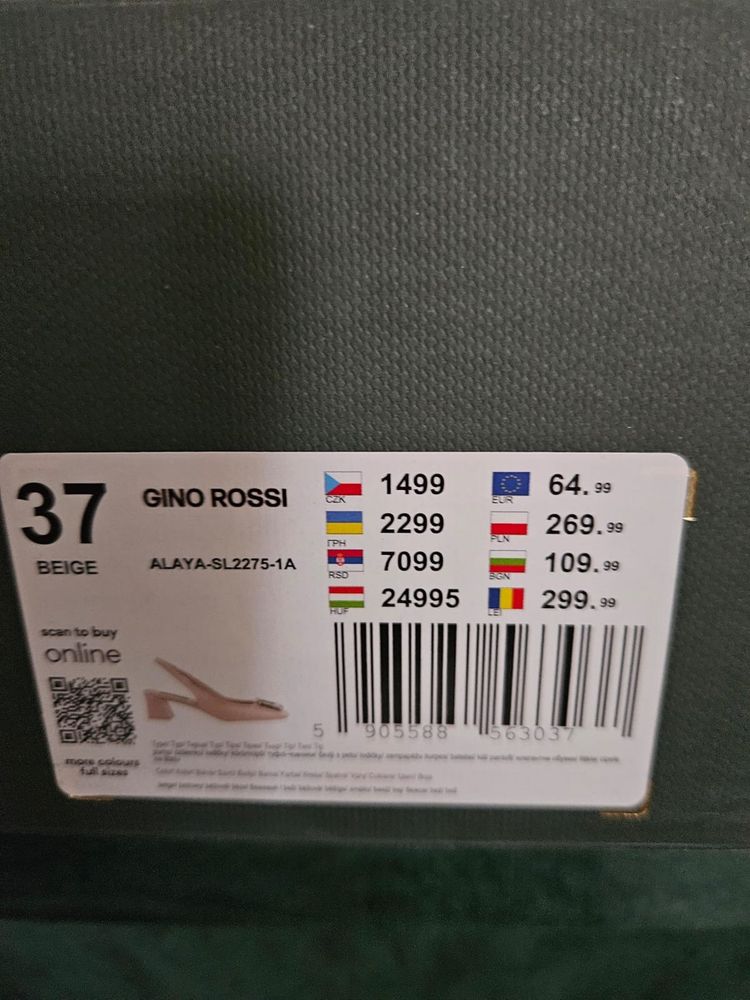 37
BEIGE
GINO ROSSI
ALAYA-SL2275-1A
CZK 1499
ГРН 2299
RSD 7099
HUF 24995
EUR 64.99
PLN 269.99
BGN 109.99
LEI 299.99
scan to buy
online
more colours
full sizes
5 905588 563037